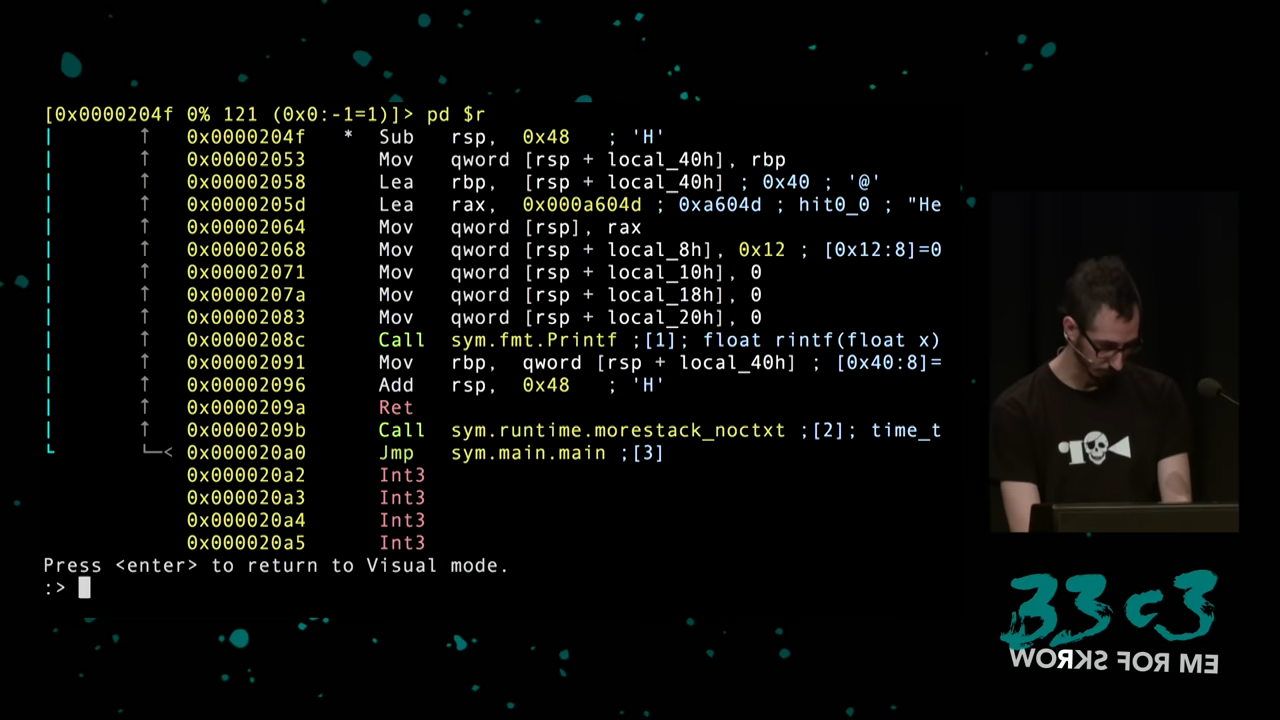 [0x0000204f 0% 121 (0x0:-1=1)]> pd $r
0x0000204f * Sub rsp, 0x48 ; 'H'
0x00002053 Mov qword [rsp + local_40h], rbp
0x00002058 Lea rbp, [rsp + local_40h] ; 0x40 ; '@'
0x0000205d Lea rax, 0x000a604d ; 0xa604d ; hit0_0 ; "He
0x00002064 Mov qword [rsp], rax
0x00002068 Mov qword [rsp + local_8h], 0x12 ; [0x12:8]=0
0x00002071 Mov qword [rsp + local_10h], 0
0x0000207a Mov qword [rsp + local_18h], 0
0x00002083 Mov qword [rsp + local_20h], 0
0x0000208c Call sym.fmt.Printf ;[1]; float rintf(float x)
0x00002091 Mov rbp, qword [rsp + local_40h] ; [0x40:8]=
0x00002096 Add rsp, 0x48 ; 'H'
0x0000209a Ret
0x0000209b Call sym.runtime.morestack_noctxt ;[2]; time_t
0x000020a0 Jmp sym.main.main ;[3]
0x000020a2 Int3
0x000020a3 Int3
0x000020a4 Int3
0x000020a5 Int3
Press <enter> to return to Visual mode.
:>
33c3
WORKS FOR ME